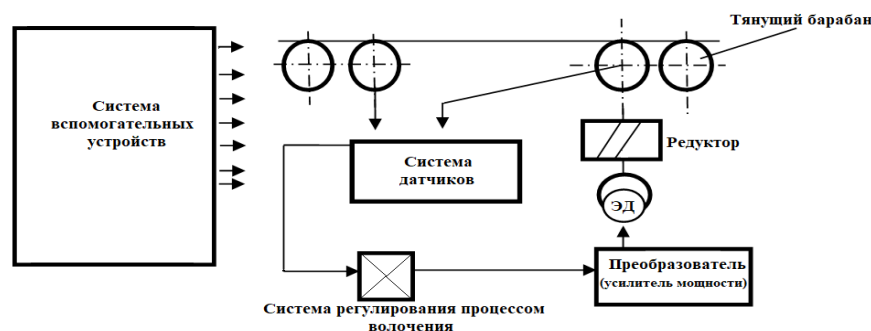 Тянущий барабан
Система
вспомогательных
устройств
Редуктор
Система
датчиков
ЭД
Преобразователь
(усилитель мощности)
Система регулирования процессом
волочения